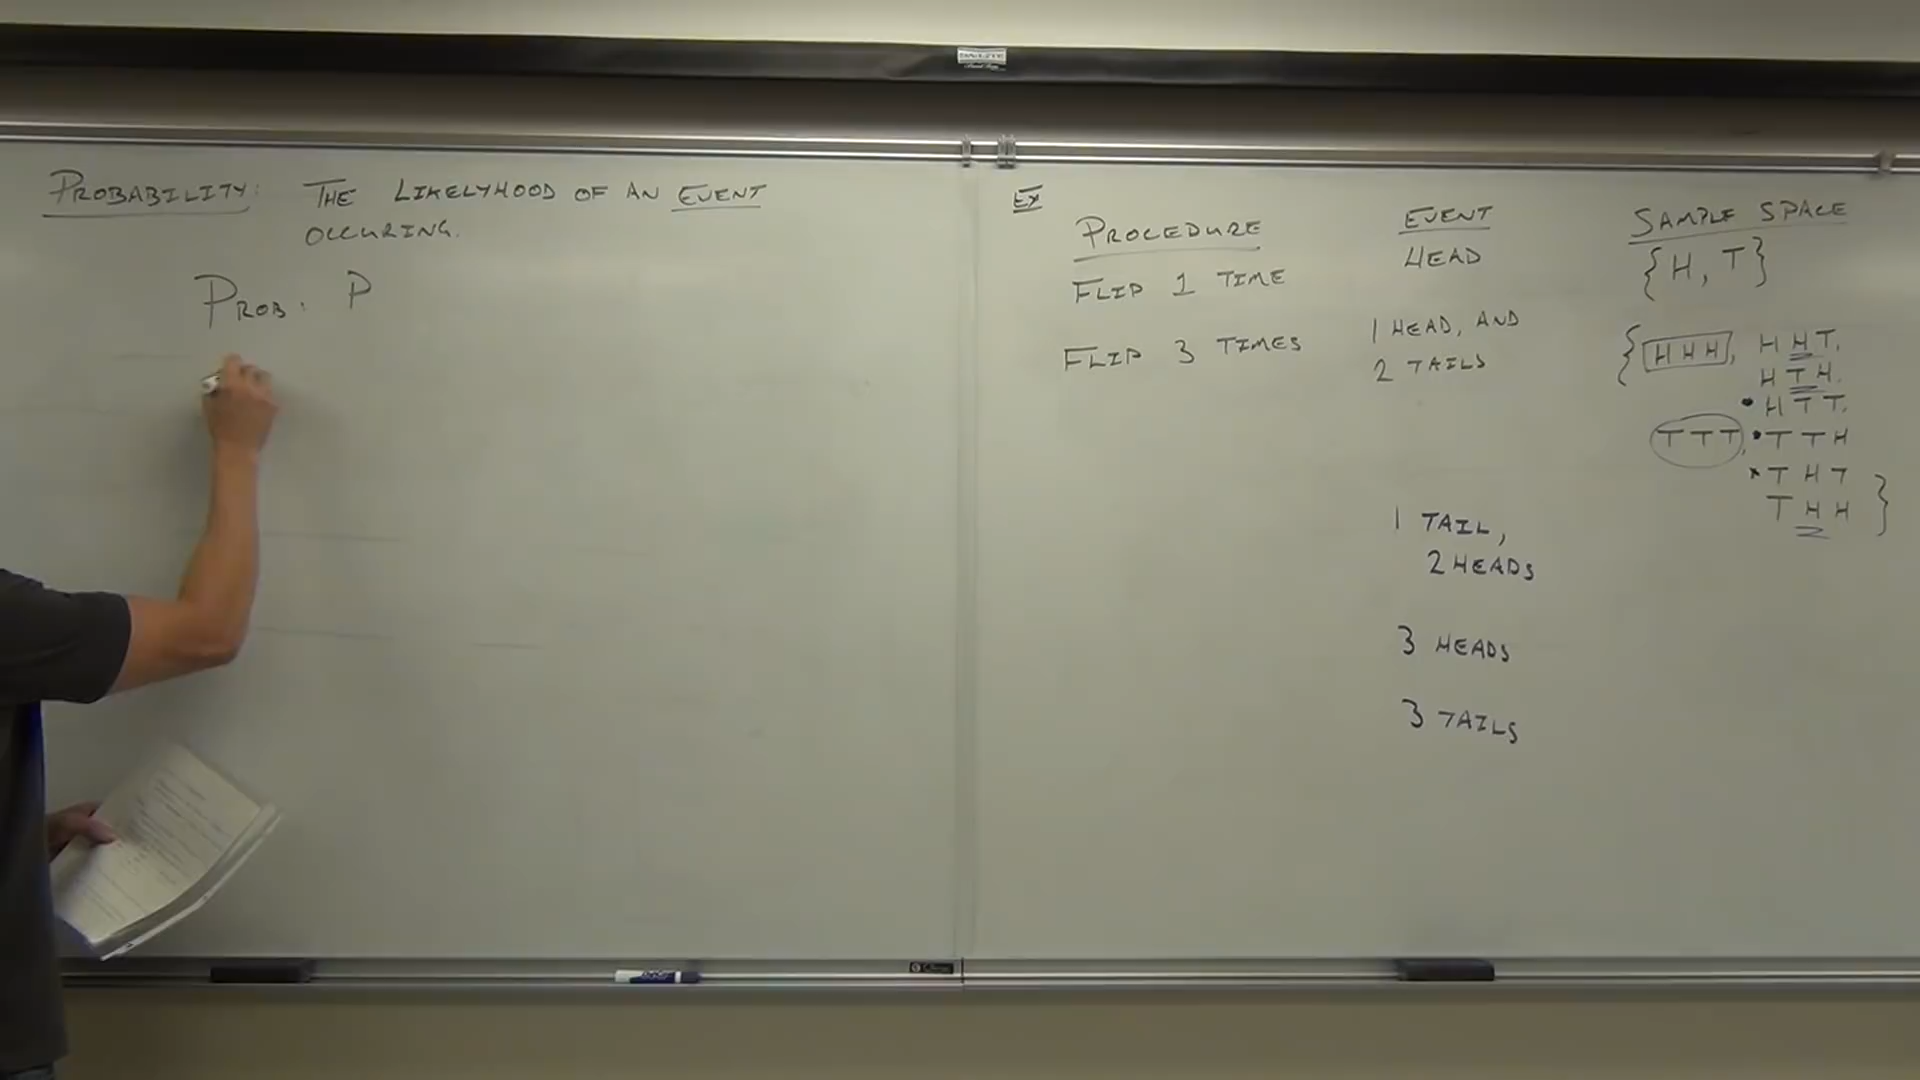 PROBABILITY: THE LIKELYHOOD OF AN EVENT
OCCURING.
PROB: P
EX
PROCEDURE
FLIP 1 TIME
FLIP 3 TIMES
EVENT
HEAD
1 HEAD, AND
2 TAILS
1 TAIL,
2 HEADS
3 HEADS
3 TAILS
SAMPLE SPACE
{H, T}
{HHH, HHT,
HTH,
HTT,
TTT, TTH
THT
THH}